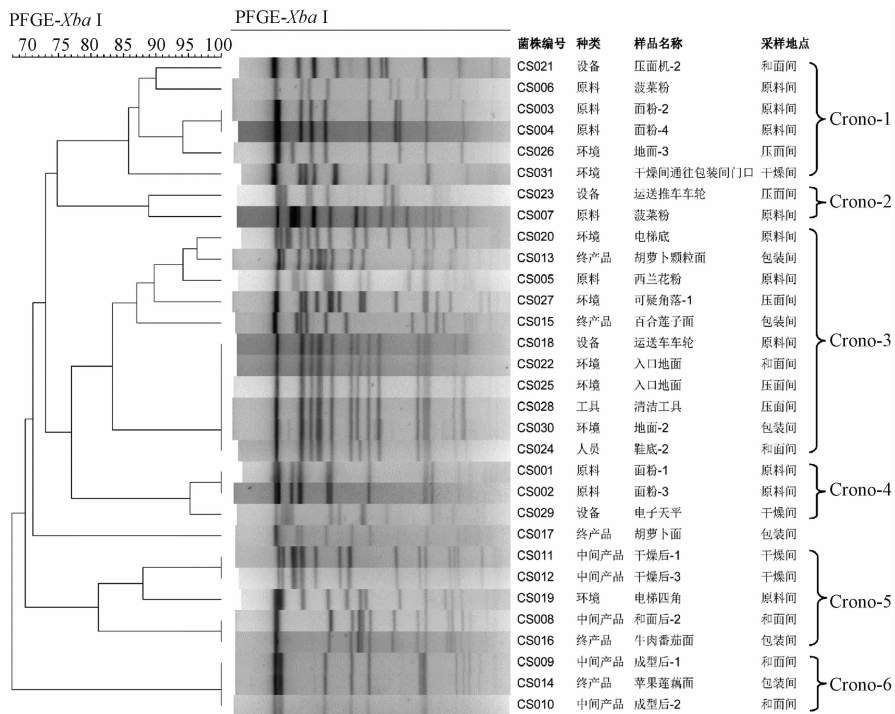 PFGE-Xba I PFGE-Xba I
70 75 80 85 90 95 100
菌株编号 种类 样品名称 采样地点
CS021 设备 压面机-2 和面间
CS006 原料 菠菜粉 原料间
CS003 原料 面粉-2 原料间
CS004 原料 面粉-4 原料间
Crono-1
CS026 环境 地面-3 压面间
CS031 环境 干燥间通往包装间门口 干燥间
CS023 设备 运送推车车轮 压面间
Crono-2
CS007 原料 菠菜粉 原料间
CS020 环境 电梯底 原料间
CS013 终产品 胡萝卜颗粒面 包装间
CS005 原料 西兰花粉 原料间
CS027 环境 可疑角落-1 压面间
CS015 终产品 百合莲子面 包装间
CS018 设备 运送车车轮 原料间
Crono-3
CS022 环境 入口地面 和面间
CS025 环境 入口地面 压面间
CS028 工具 清洁工具 压面间
CS030 环境 地面-2 包装间
CS024 人员 鞋底-2 和面间
CS001 原料 面粉-1 原料间
CS002 原料 面粉-3 原料间
Crono-4
CS029 设备 电子天平 干燥间
CS017 终产品 胡萝卜面 包装间
CS011 中间产品 干燥后-1 干燥间
CS012 中间产品 干燥后-3 干燥间
CS019 环境 电梯四角 原料间
Crono-5
CS008 中间产品 和面后-2 和面间
CS016 终产品 牛肉番茄面 包装间
CS009 中间产品 成型后-1 和面间
CS014 终产品 苹果莲藕面 包装间
Crono-6
CS010 中间产品 成型后-2 和面间